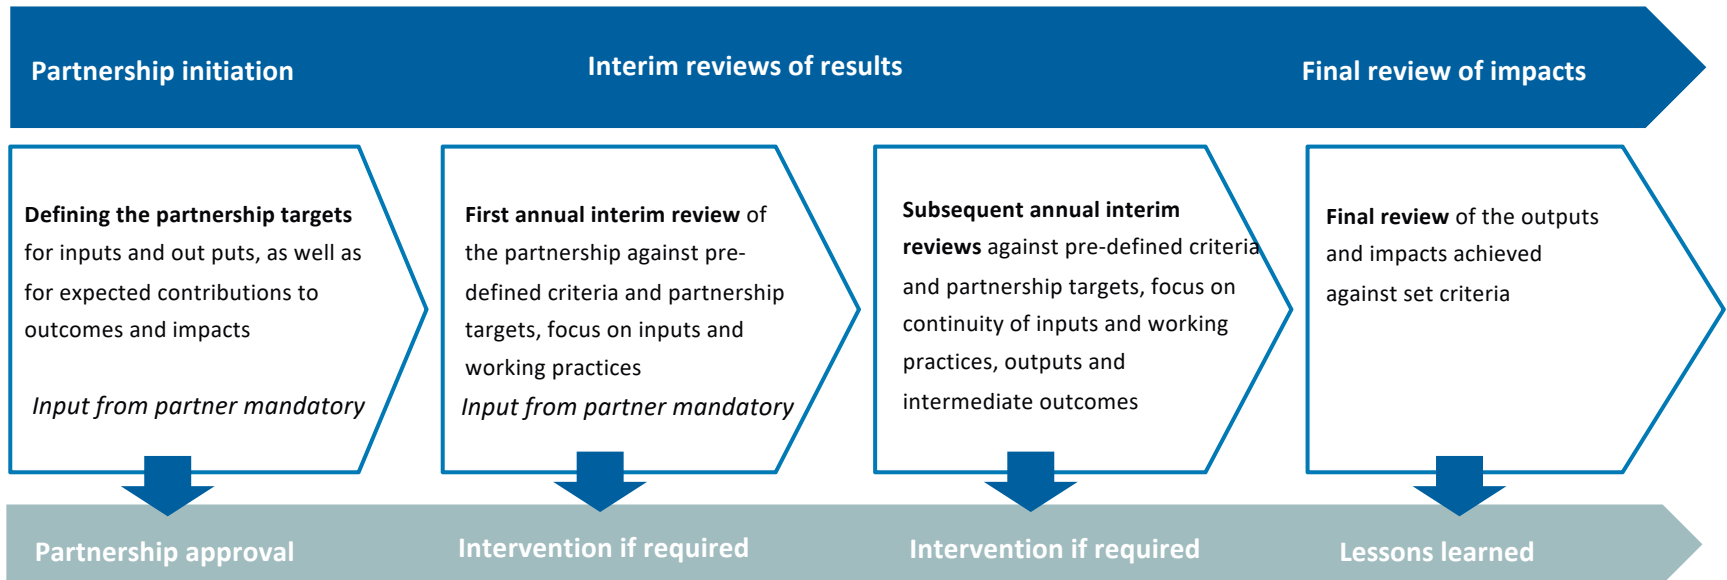 Partnership initiation
Interim reviews of results
Final review of impacts
Defining the partnership targets
for inputs and out puts, as well as
for expected contributions to
outcomes and impacts
Input from partner mandatory
First annual interim review of
the partnership against pre-
defined criteria and partnership
targets, focus on inputs and
working practices
Input from partner mandatory
Subsequent annual interim
reviews against pre-defined criteria
and partnership targets, focus on
continuity of inputs and working
practices, outputs and
intermediate outcomes
Final review of the outputs
and impacts achieved
against set criteria
Partnership approval
Intervention if required
Intervention if required
Lessons learned